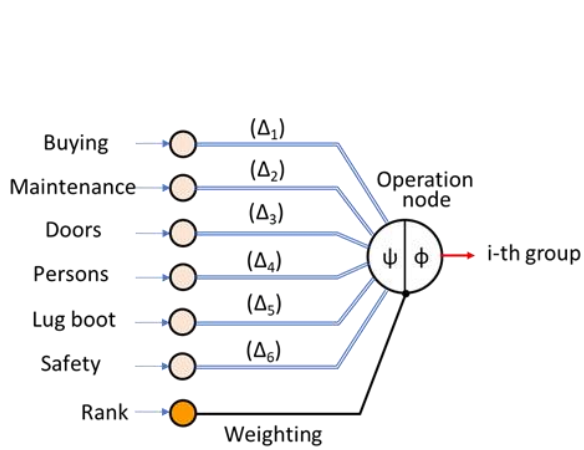 (Δ₁)
Buying
(Δ₂)
Maintenance
Operation
node
(Δ₃)
Doors
ψ ϕ
i-th group
(Δ₄)
Persons
(Δ₅)
Lug boot
(Δ₆)
Safety
Rank
Weighting